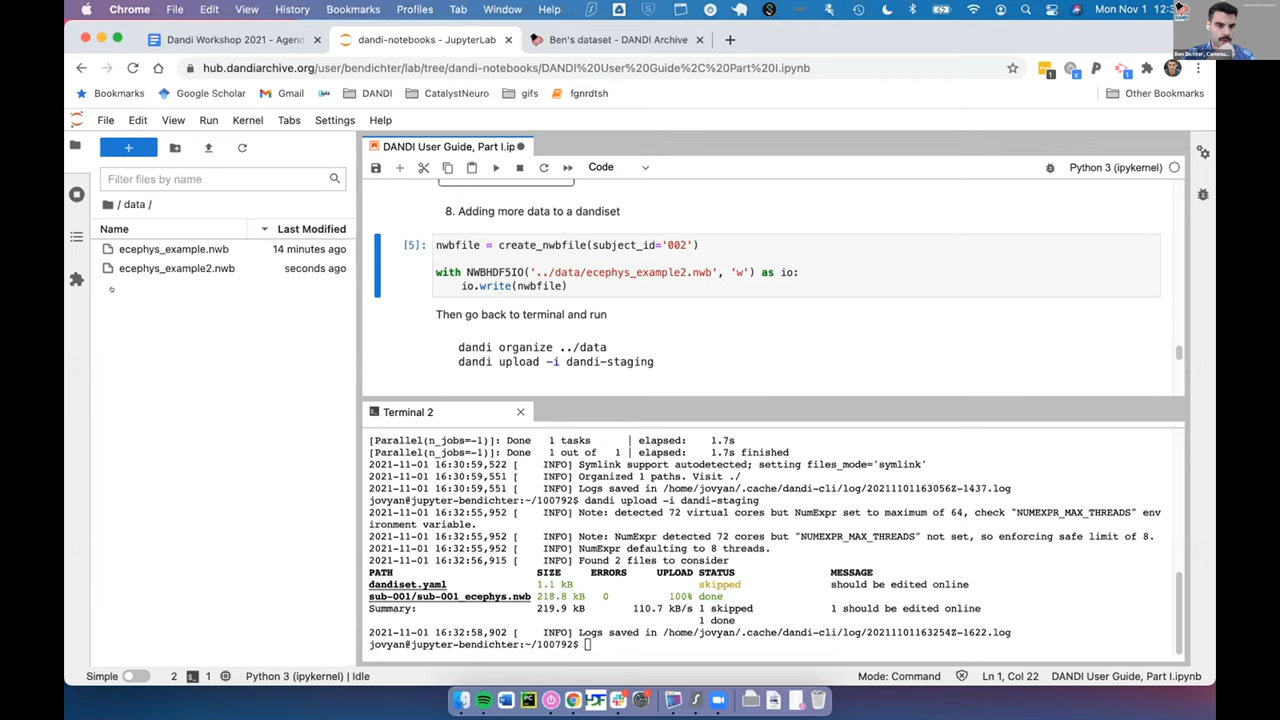 Chrome File Edit View History Bookmarks Profiles Tab Window Help Mon Nov 1 12:3
Ben Dichter, Commu...
Dandi Workshop 2021 - Agen
dandi-notebooks - JupyterLab
Ben's dataset - DANDI Archive
hub.dandiarchive.org/user/bendichter/lab/tree/dandi-notebooks/DANDI%20User%20Guide%2C%20Part%20I.ipynb
Bookmarks Google Scholar Gmail DANDI CatalystNeuro gifs fgnrdtsh Other Bookmarks
File Edit View Run Kernel Tabs Settings Help
DANDI User Guide, Part I.ip
Code
Python 3 (ipykernel)
Filter files by name
/ data /
Name Last Modified
ecephys_example.nwb 14 minutes ago
ecephys_example2.nwb seconds ago
8. Adding more data to a dandiset
[5]: nwbfile = create_nwbfile(subject_id='002')
with NWBHDF5IO('../data/ecephys_example2.nwb', 'w') as io:
io.write(nwbfile)
Then go back to terminal and run
dandi organize ../data
dandi upload -i dandi-staging
Terminal 2
[Parallel(n_jobs=-1)]: Done 1 tasks | elapsed: 1.7s
[Parallel(n_jobs=-1)]: Done 1 out of 1 | elapsed: 1.7s finished
2021-11-01 16:30:59,522 [ INFO] Symlink support autodetected; setting files_mode='symlink'
2021-11-01 16:30:59,551 [ INFO] Organized 1 paths. Visit ./
2021-11-01 16:30:59,551 [ INFO] Logs saved in /home/jovyan/.cache/dandi-cli/log/20211101163056Z-1437.log
jovyan@jupyter-bendichter:~/100792$ dandi upload -i dandi-staging
2021-11-01 16:32:55,952 [ INFO] Note: detected 72 virtual cores but NumExpr set to maximum of 64, check "NUMEXPR_MAX_THREADS" env
ironment variable.
2021-11-01 16:32:55,952 [ INFO] Note: NumExpr detected 72 cores but "NUMEXPR_MAX_THREADS" not set, so enforcing safe limit of 8.
2021-11-01 16:32:55,952 [ INFO] NumExpr defaulting to 8 threads.
2021-11-01 16:32:56,915 [ INFO] Found 2 files to consider
PATH SIZE ERRORS UPLOAD STATUS MESSAGE
dandiset.yaml 1.1 kB skipped should be edited online
sub-001/sub-001_ecephys.nwb 218.8 kB 0 100% done
Summary: 219.9 kB 110.7 kB/s 1 skipped 1 should be edited online
1 done
2021-11-01 16:32:58,902 [ INFO] Logs saved in /home/jovyan/.cache/dandi-cli/log/20211101163254Z-1622.log
jovyan@jupyter-bendichter:~/100792$
Simple 2 1 Python 3 (ipykernel) | Idle Mode: Command Ln 1, Col 22 DANDI User Guide, Part I.ipynb